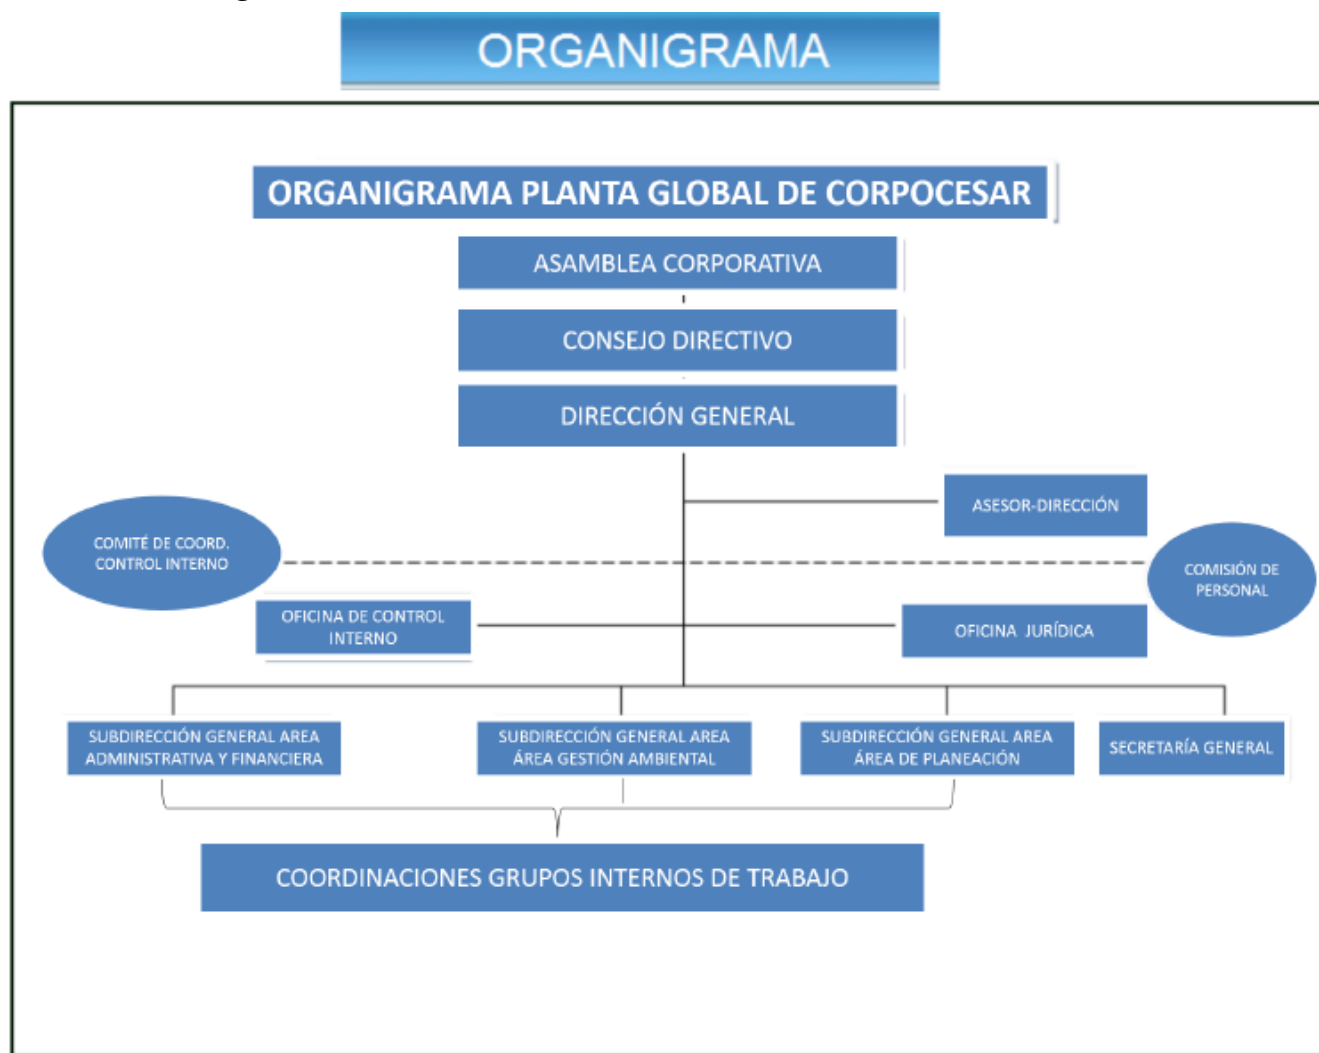 ORGANIGRAMA
ORGANIGRAMA PLANTA GLOBAL DE CORPOCESAR
ASAMBLEA CORPORATIVA
CONSEJO DIRECTIVO
DIRECCIÓN GENERAL
ASESOR-DIRECCIÓN
COMITÉ DE COORD.
CONTROL INTERNO
COMISIÓN DE
PERSONAL
OFICINA DE CONTROL
INTERNO
OFICINA JURÍDICA
SUBDIRECCIÓN GENERAL AREA
ADMINISTRATIVA Y FINANCIERA
SUBDIRECCIÓN GENERAL AREA
ÁREA GESTIÓN AMBIENTAL
SUBDIRECCIÓN GENERAL AREA
ÁREA DE PLANEACIÓN
SECRETARÍA GENERAL
COORDINACIONES GRUPOS INTERNOS DE TRABAJO